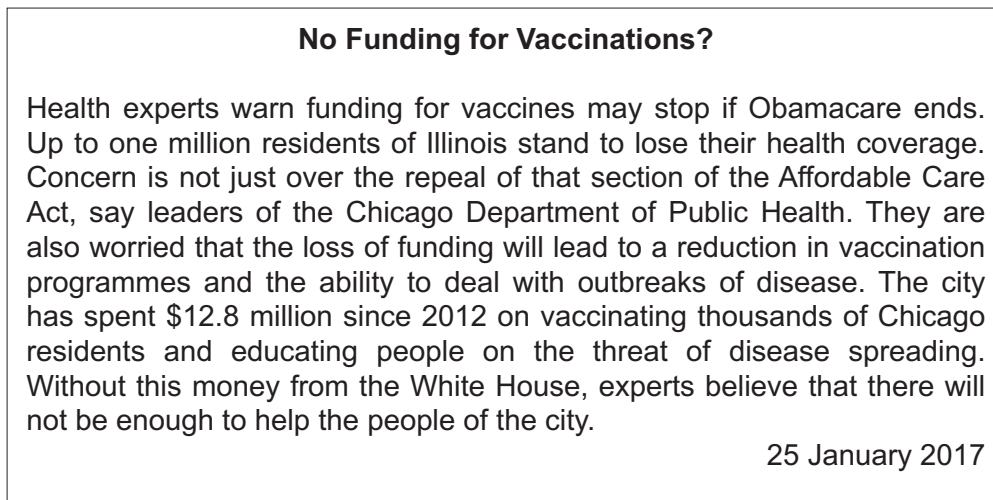 No Funding for Vaccinations?
Health experts warn funding for vaccines may stop if Obamacare ends.
Up to one million residents of Illinois stand to lose their health coverage.
Concern is not just over the repeal of that section of the Affordable Care
Act, say leaders of the Chicago Department of Public Health. They are
also worried that the loss of funding will lead to a reduction in vaccination
programmes and the ability to deal with outbreaks of disease. The city
has spent $12.8 million since 2012 on vaccinating thousands of Chicago
residents and educating people on the threat of disease spreading.
Without this money from the White House, experts believe that there will
not be enough to help the people of the city.
25 January 2017